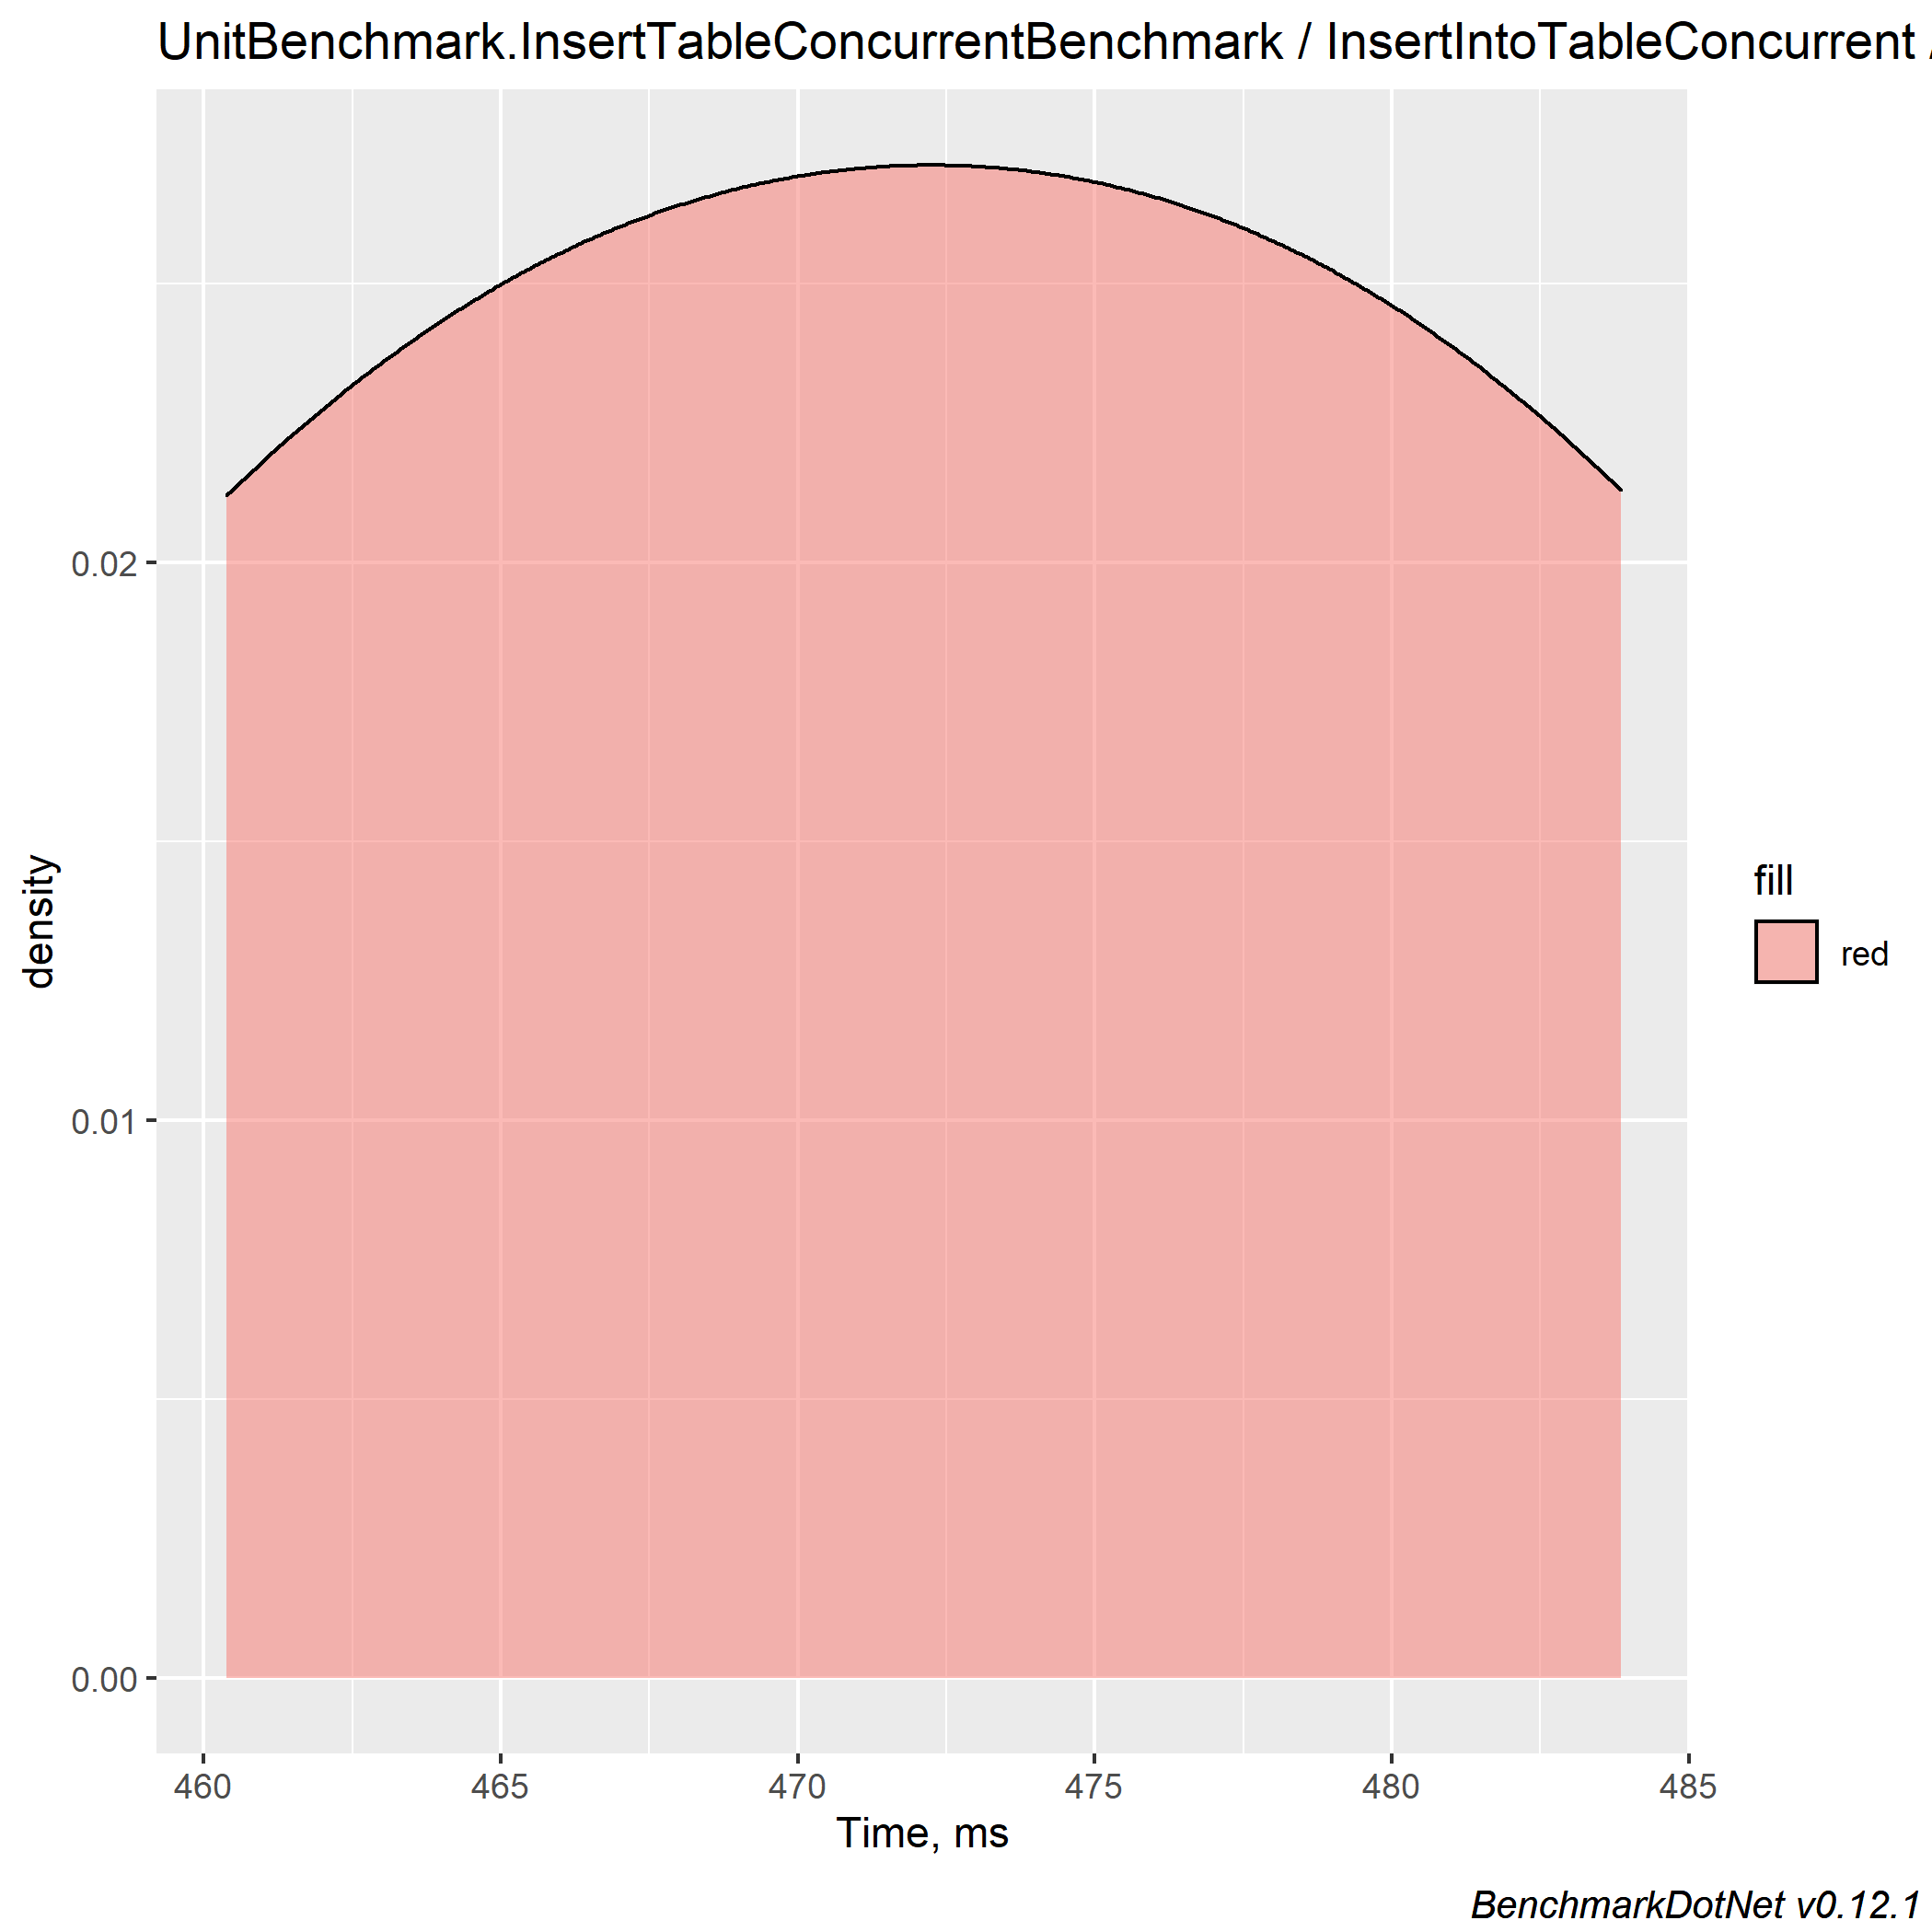 UnitBenchmark.InsertTableConcurrentBenchmark / InsertIntoTableConcurrent /
density
0.02
0.01
0.00
460 465 470 475 480 485
Time, ms
fill
red
BenchmarkDotNet v0.12.1